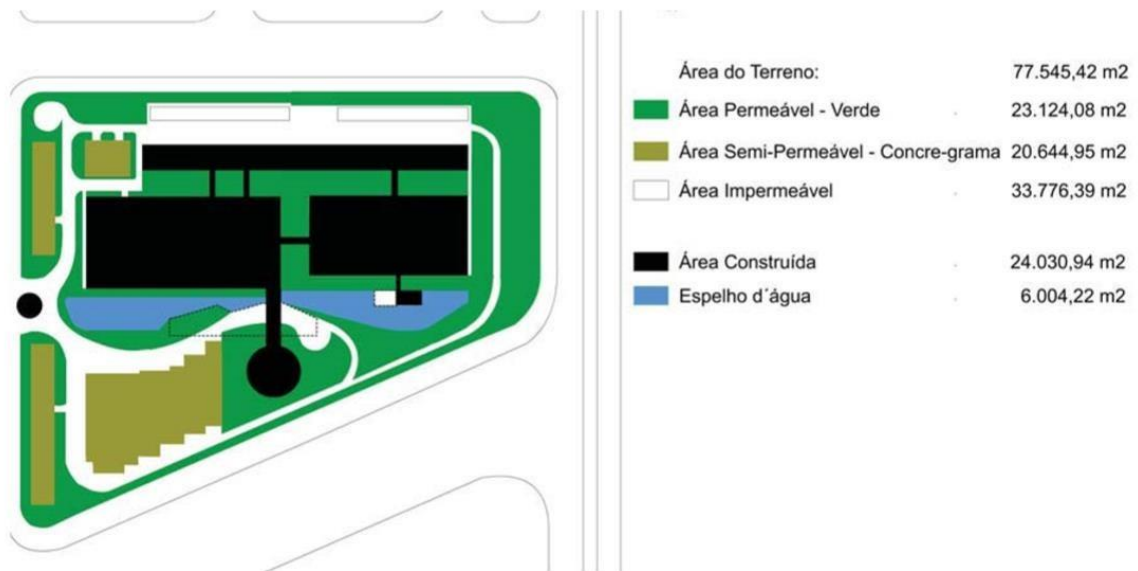 Área do Terreno: 77.545,42 m2
Área Permeável - Verde . 23.124,08 m2
Área Semi-Permeável - Concre-grama 20.644,95 m2
Área Impermeável . 33.776,39 m2
Área Construída . 24.030,94 m2
Espelho d´água . 6.004,22 m2